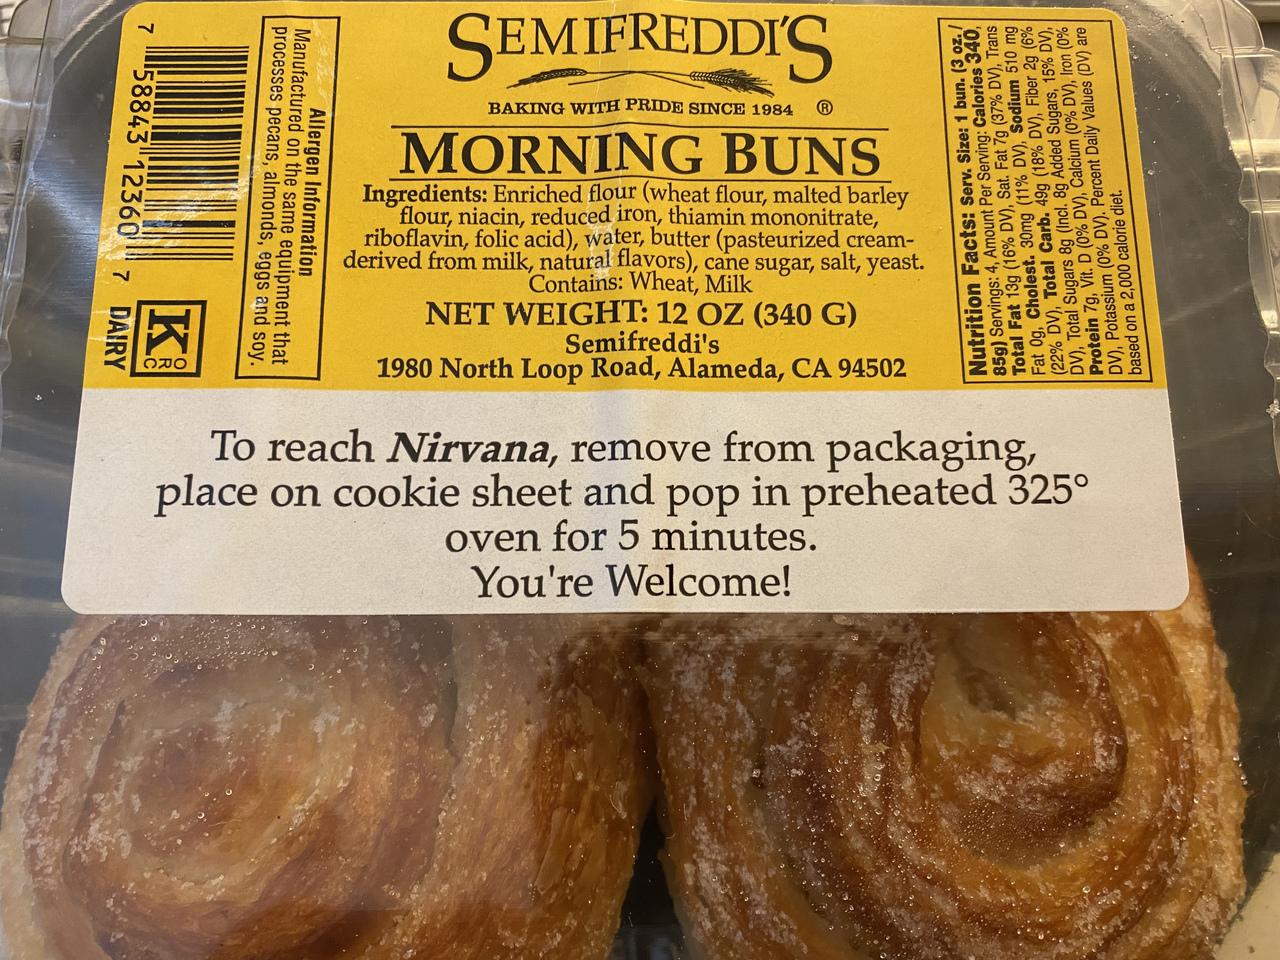 SEMIFREDDI'S
BAKING WITH PRIDE SINCE 1984 ®
MORNING BUNS
Ingredients: Enriched flour (wheat flour, malted barley
flour, niacin, reduced iron, thiamin mononitrate,
riboflavin, folic acid), water, butter (pasteurized cream-
derived from milk, natural flavors), cane sugar, salt, yeast.
Contains: Wheat, Milk
NET WEIGHT: 12 OZ (340 G)
Semifreddi's
1980 North Loop Road, Alameda, CA 94502
To reach Nirvana, remove from packaging,
place on cookie sheet and pop in preheated 325°
oven for 5 minutes.
You're Welcome!
Allergen Information
Manufactured on the same equipment that
processes pecans, almonds, eggs and soy.
7 58843 12360 7
K
OF
CRC
DAIRY
Nutrition Facts: Serv. Size: 1 bun. (3 oz./
85g) Servings: 4, Amount Per Serving: Calories 340,
Total Fat 13g (16% DV), Sat. Fat 7g (37% DV), Trans
Fat 0g, Cholest. 30mg (11% DV), Sodium 510 mg
(22% DV), Total Carb. 49g (18% DV), Fiber 2g (6%
DV), Total Sugars 8g (Incl. 8g Added Sugars, 15% DV),
Protein 7g, Vit. D (0% DV), Calcium (0% DV), Iron (0%
DV), Potassium (0% DV). Percent Daily Values (DV) are
based on a 2,000 calorie diet.